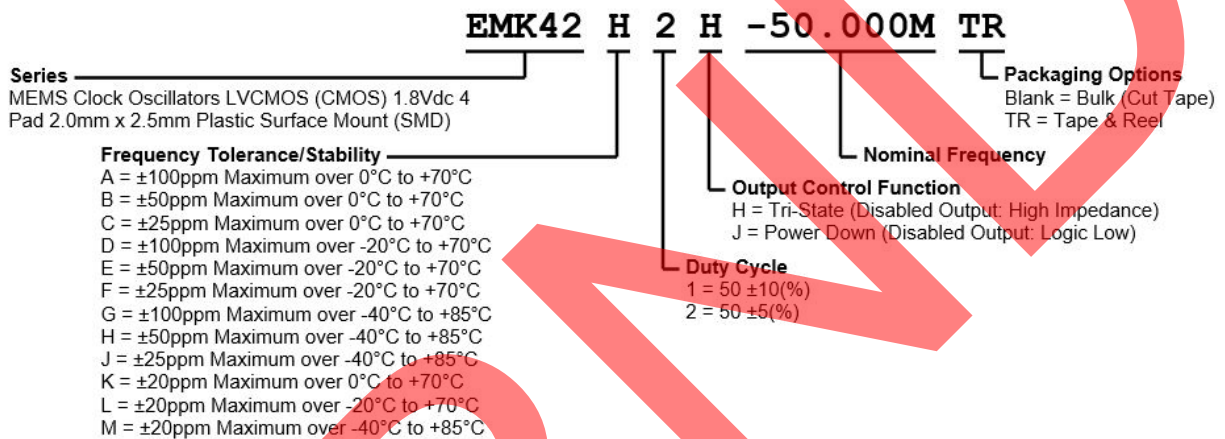 EMK42 H 2 H -50.000M TR
Series
MEMS Clock Oscillators LVCMOS (CMOS) 1.8Vdc 4
Pad 2.0mm x 2.5mm Plastic Surface Mount (SMD)
Frequency Tolerance/Stability
A = ±100ppm Maximum over 0°C to +70°C
B = ±50ppm Maximum over 0°C to +70°C
C = ±25ppm Maximum over 0°C to +70°C
D = ±100ppm Maximum over -20°C to +70°C
E = ±50ppm Maximum over -20°C to +70°C
F = ±25ppm Maximum over -20°C to +70°C
G = ±100ppm Maximum over -40°C to +85°C
H = ±50ppm Maximum over -40°C to +85°C
J = ±25ppm Maximum over -40°C to +85°C
K = ±20ppm Maximum over 0°C to +70°C
L = ±20ppm Maximum over -20°C to +70°C
M = ±20ppm Maximum over -40°C to +85°C
Duty Cycle
1 = 50 ±10(%)
2 = 50 ±5(%)
Output Control Function
H = Tri-State (Disabled Output: High Impedance)
J = Power Down (Disabled Output: Logic Low)
Nominal Frequency
Packaging Options
Blank = Bulk (Cut Tape)
TR = Tape & Reel